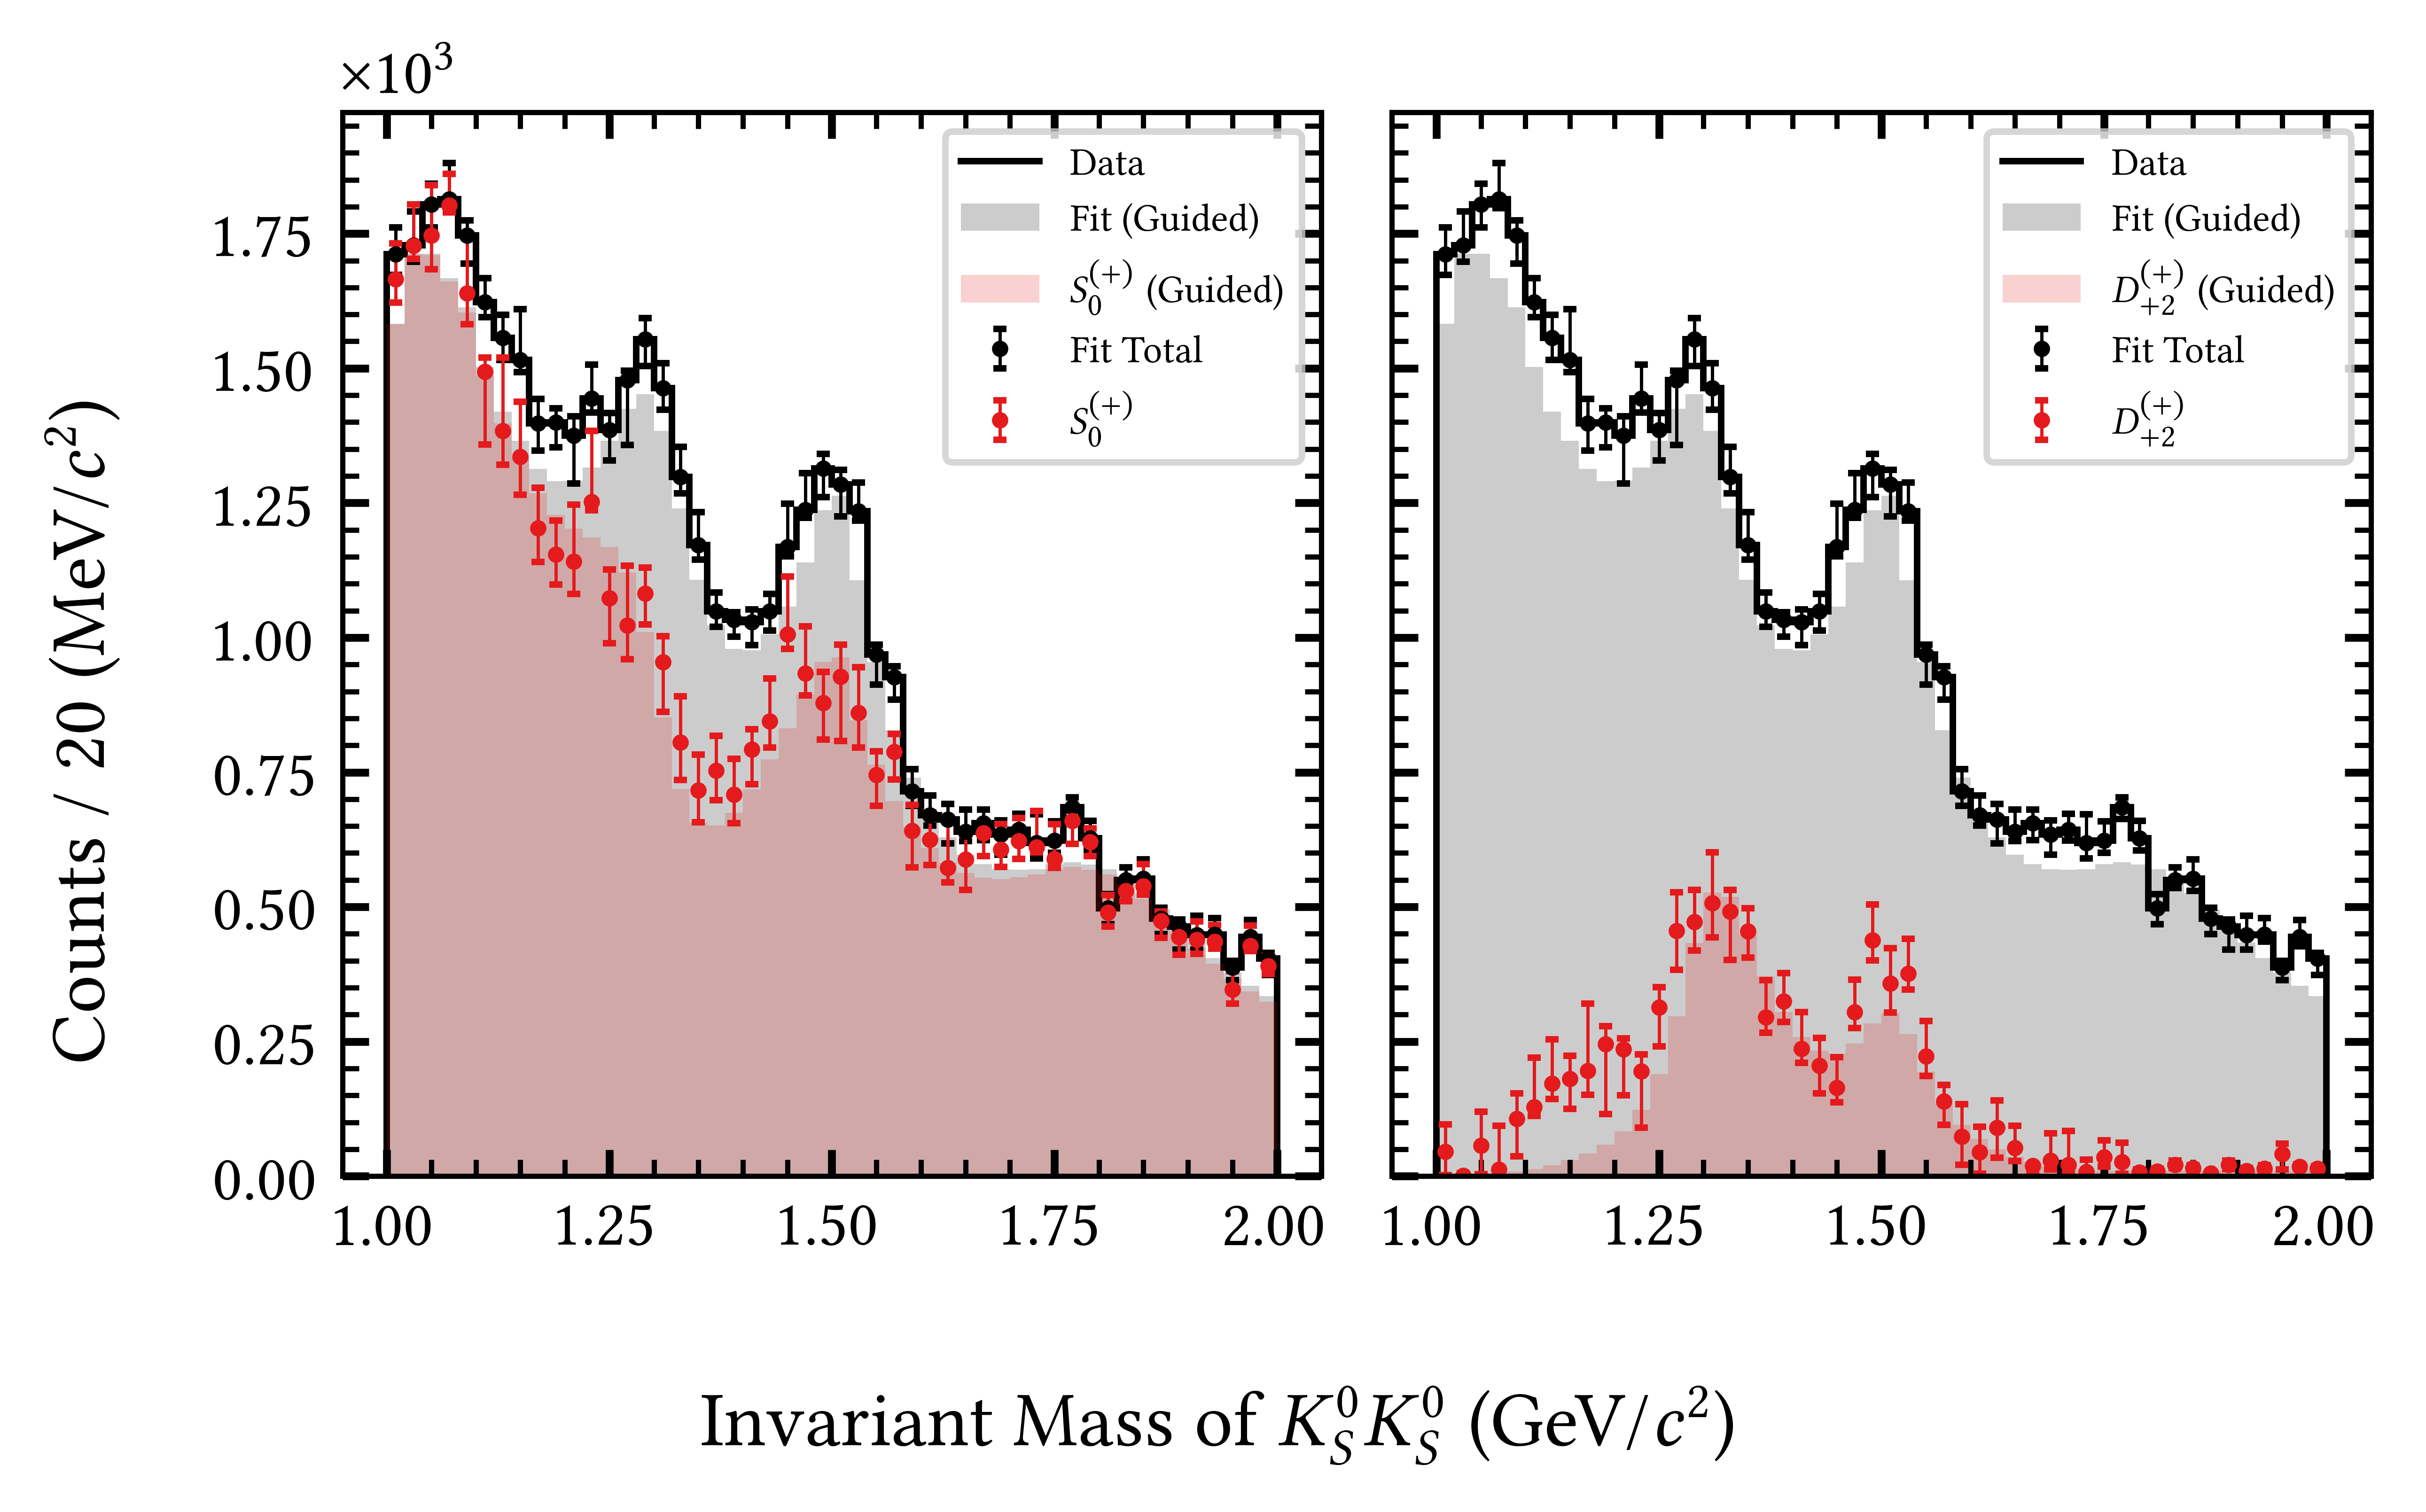 ×10³
Counts / 20 (MeV/c²)
1.75
1.50
1.25
1.00
0.75
0.50
0.25
0.00
Data
Fit (Guided)
S₀⁽⁺⁾ (Guided)
Fit Total
S₀⁽⁺⁾
1.00 1.25 1.50 1.75 2.00
Data
Fit (Guided)
D₊₂⁽⁺⁾ (Guided)
Fit Total
D₊₂⁽⁺⁾
1.00 1.25 1.50 1.75 2.00
Invariant Mass of K_S⁰K_S⁰ (GeV/c²)